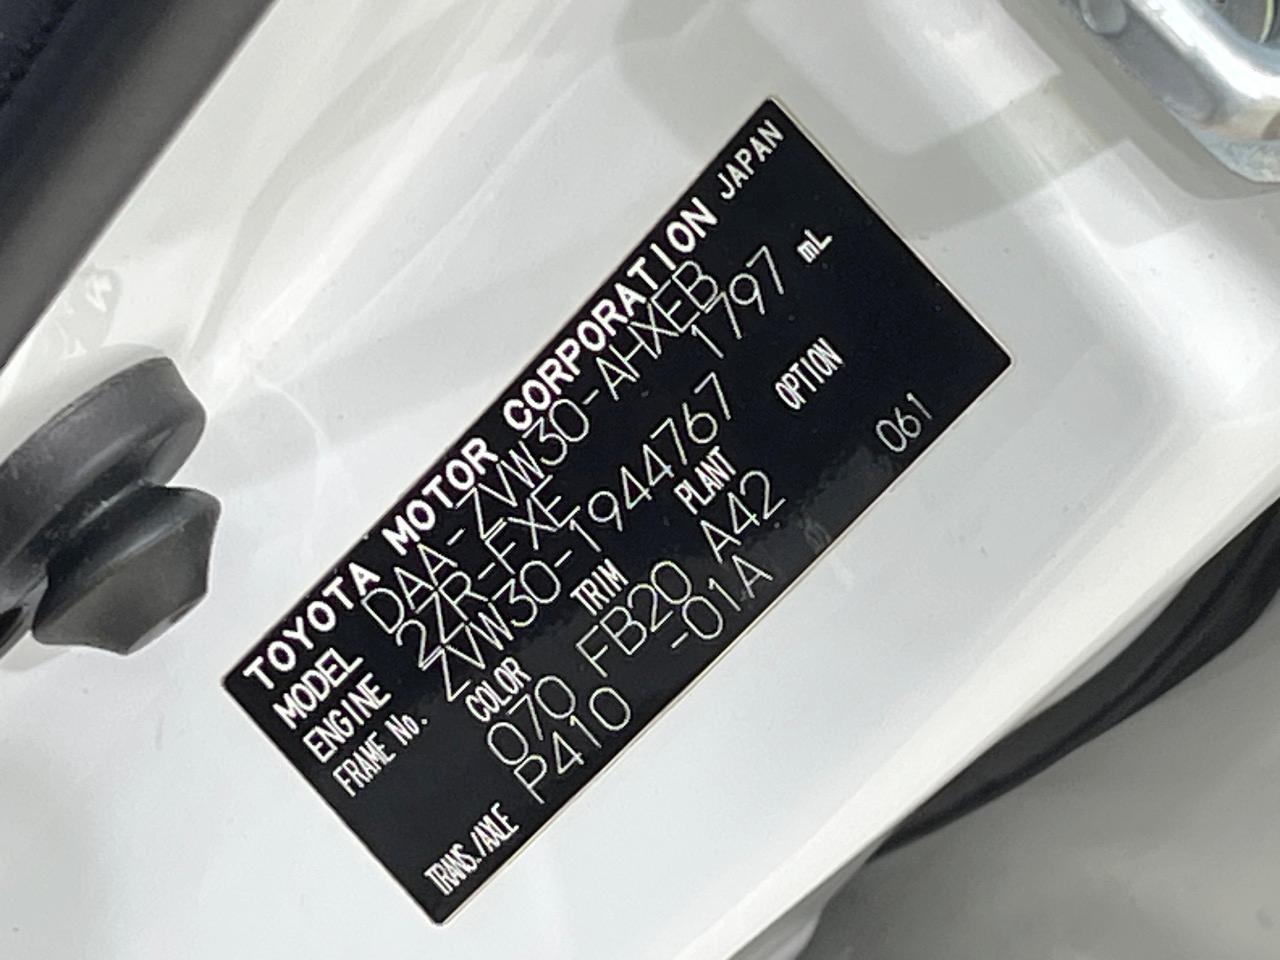 TOYOTA MOTOR CORPORATION JAPAN
MODEL DAA-ZVW30-AHXEB
ENGINE 2ZR-FXE 1797 mL
FRAME No. ZVW30-1944767
COLOR TRIM PLANT OPTION
070 FB20 A42 061
TRANS./AXLE P410 -01A